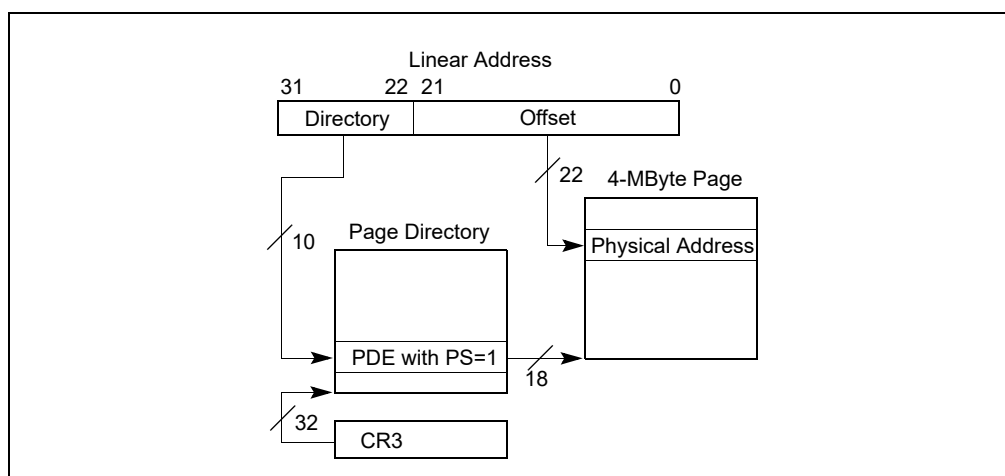 Linear Address
31 22 21 0
Directory Offset
22
4-MByte Page
10
Page Directory
Physical Address
PDE with PS=1
18
32
CR3